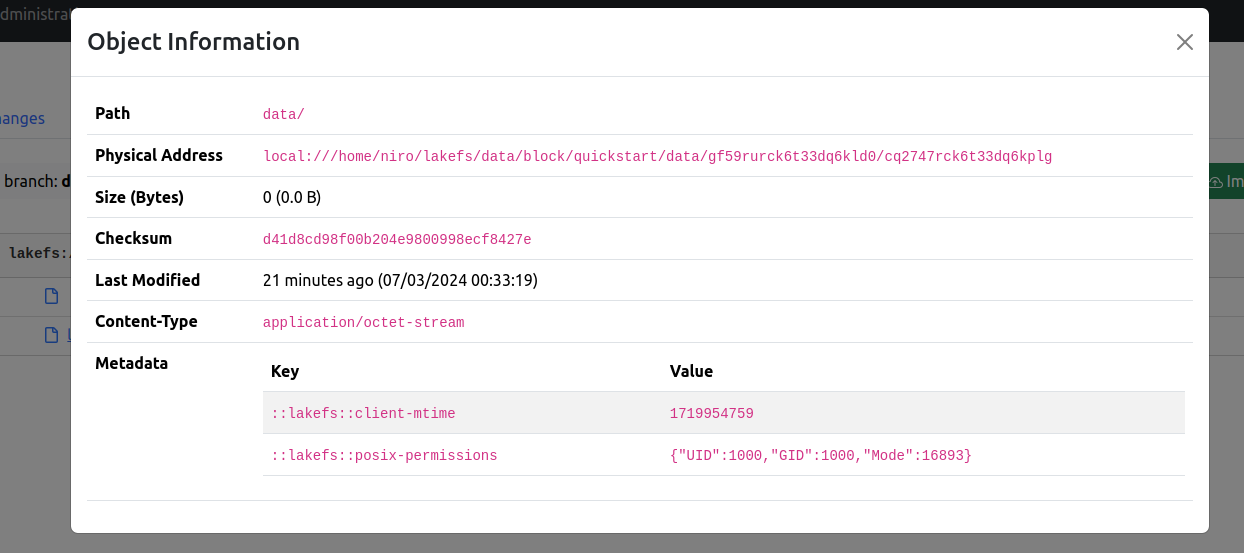 dministrat
Object Information
Path data/
anges
Physical Address local:///home/niro/lakefs/data/block/quickstart/data/gf59rurck6t33dq6kld0/cq2747rck6t33dq6kplg
branch: d Im
Size (Bytes) 0 (0.0 B)
Checksum d41d8cd98f00b204e9800998ecf8427e
lakefs:/
Last Modified 21 minutes ago (07/03/2024 00:33:19)
Content-Type application/octet-stream
Metadata
Key Value
::lakefs::client-mtime 1719954759
::lakefs::posix-permissions {"UID":1000,"GID":1000,"Mode":16893}